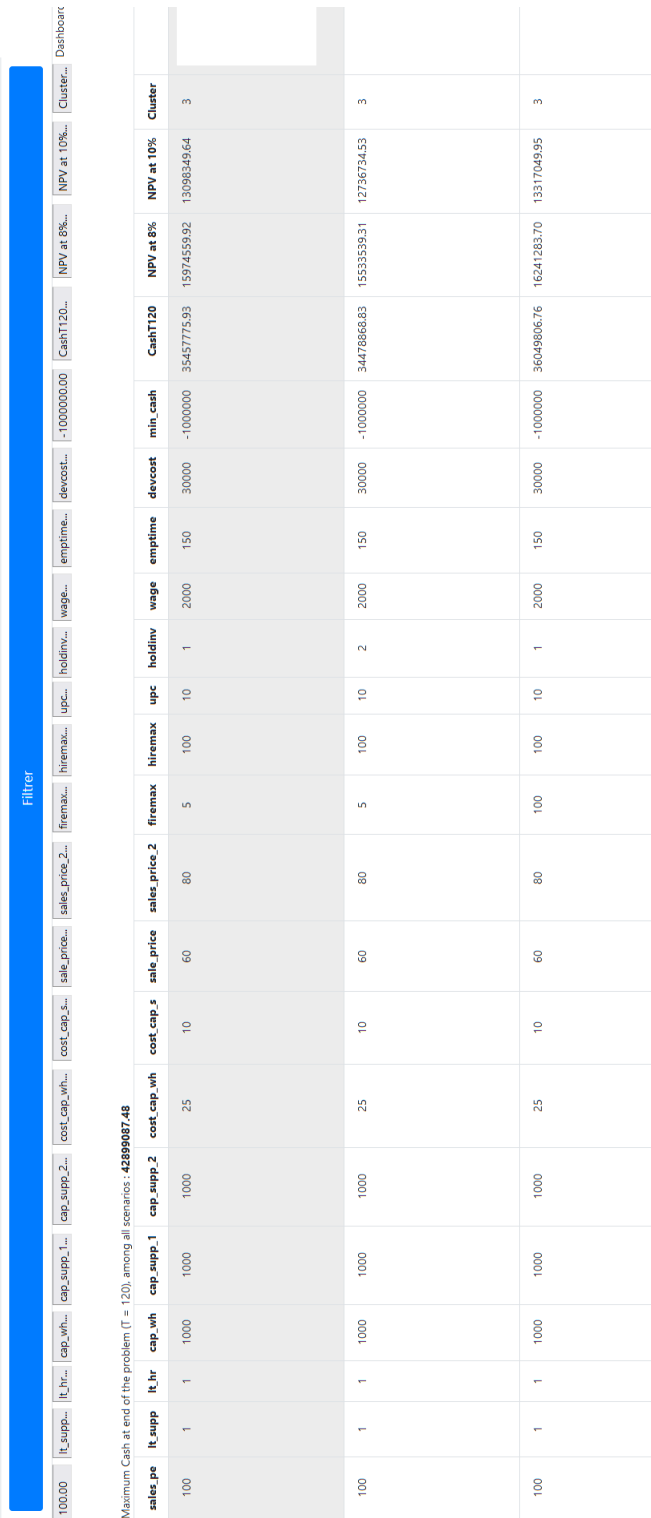 Filtrer
100.00 lt_supp... lt_hr... cap_wh... cap_supp_1... cap_supp_2... cost_cap_wh... cost_cap_s... sale_price... sales_price_2... firemax... hiremax... upc... holdinv... wage... emptime... devcost... -1000000.00 CashT120... NPV at 8%... NPV at 10%... Cluster... Dashboard
Maximum Cash at end of the problem (T = 120), among all scenarios : 42899087.48
sales_pe lt_supp lt_hr cap_wh cap_supp_1 cap_supp_2 cost_cap_wh cost_cap_s sale_price sales_price_2 firemax hiremax upc holdinv wage emptime devcost min_cash CashT120 NPV at 8% NPV at 10% Cluster
100 1 1 1000 1000 1000 25 10 60 80 5 100 10 1 2000 150 30000 -1000000 35457775.93 15974559.92 13098349.64 3
100 1 1 1000 1000 1000 25 10 60 80 5 100 10 2 2000 150 30000 -1000000 34478868.83 15533539.31 12736734.53 3
100 1 1 1000 1000 1000 25 10 60 80 100 100 10 1 2000 150 30000 -1000000 36049806.76 16241283.70 13317049.95 3